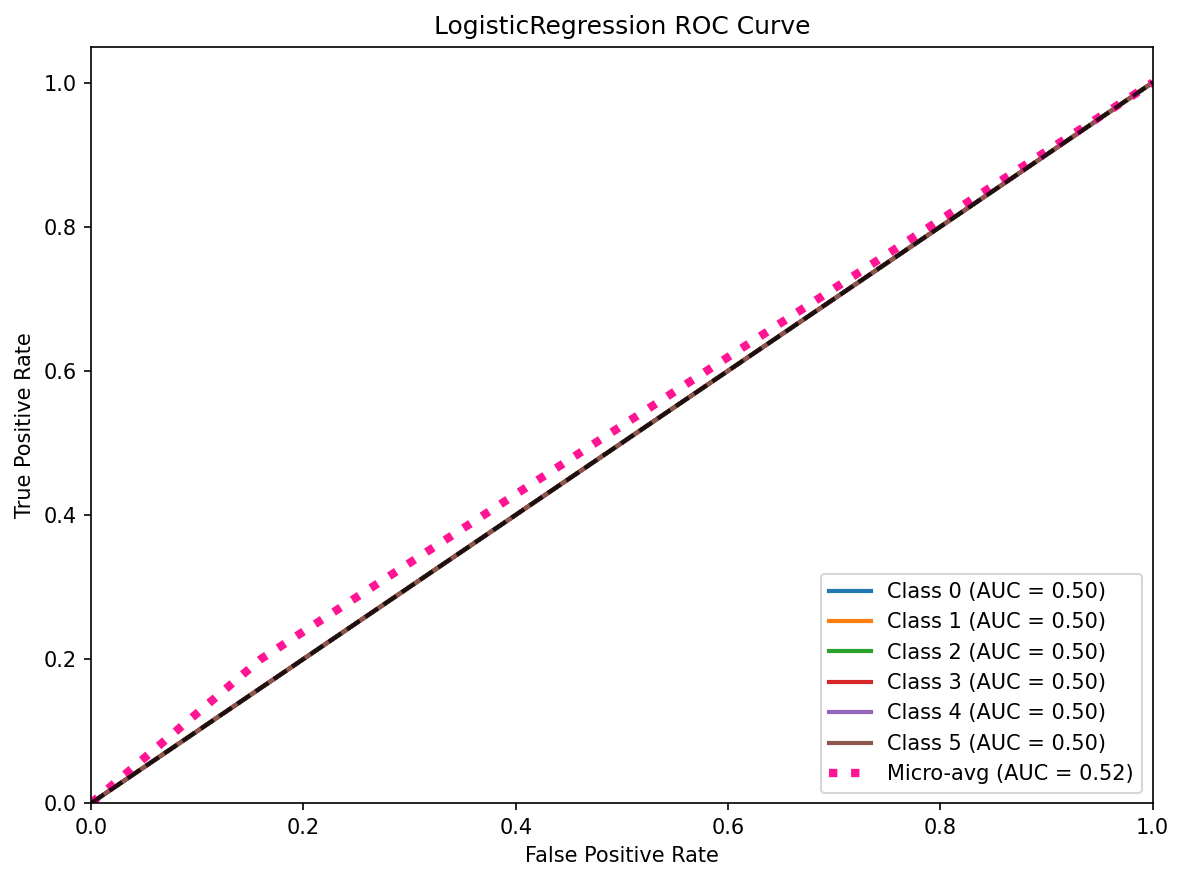 LogisticRegression ROC Curve
True Positive Rate
1.0
0.8
0.6
0.4
0.2
0.0
0.0 0.2 0.4 0.6 0.8 1.0
False Positive Rate
Class 0 (AUC = 0.50)
Class 1 (AUC = 0.50)
Class 2 (AUC = 0.50)
Class 3 (AUC = 0.50)
Class 4 (AUC = 0.50)
Class 5 (AUC = 0.50)
Micro-avg (AUC = 0.52)